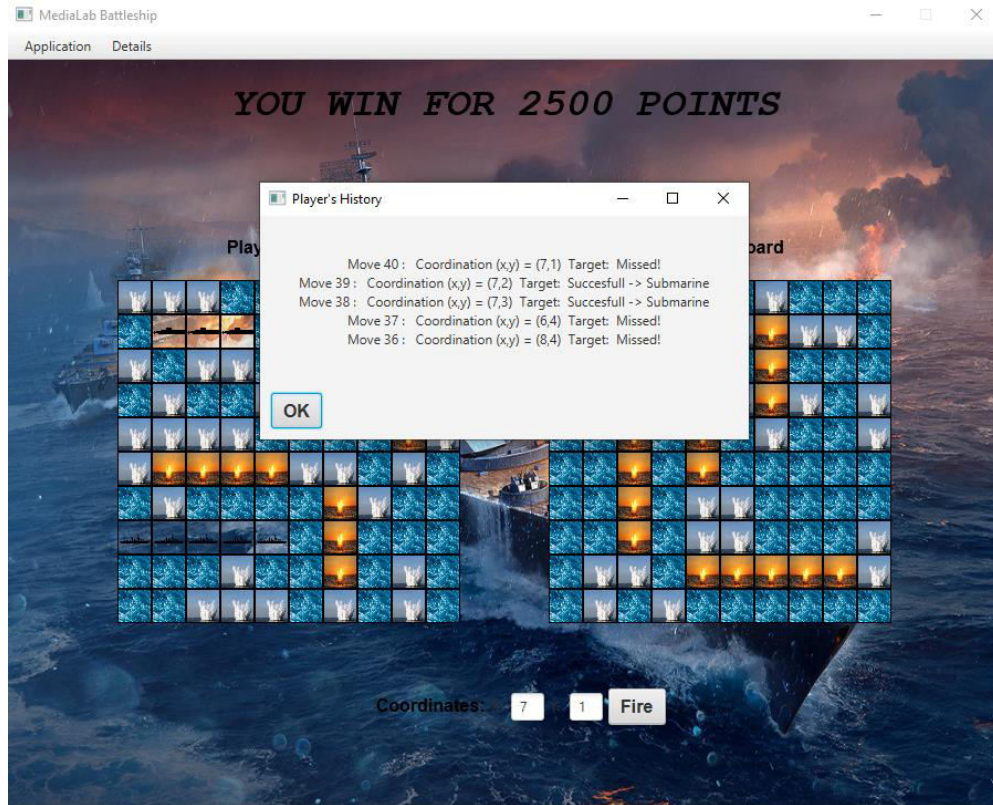 MediaLab Battleship
Application Details
YOU WIN FOR 2500 POINTS
Player's History
Move 40 : Coordination (x,y) = (7,1) Target: Missed!
Move 39 : Coordination (x,y) = (7,2) Target: Succesfull -> Submarine
Move 38 : Coordination (x,y) = (7,3) Target: Succesfull -> Submarine
Move 37 : Coordination (x,y) = (6,4) Target: Missed!
Move 36 : Coordination (x,y) = (8,4) Target: Missed!
OK
Coordinates: 7 1 Fire